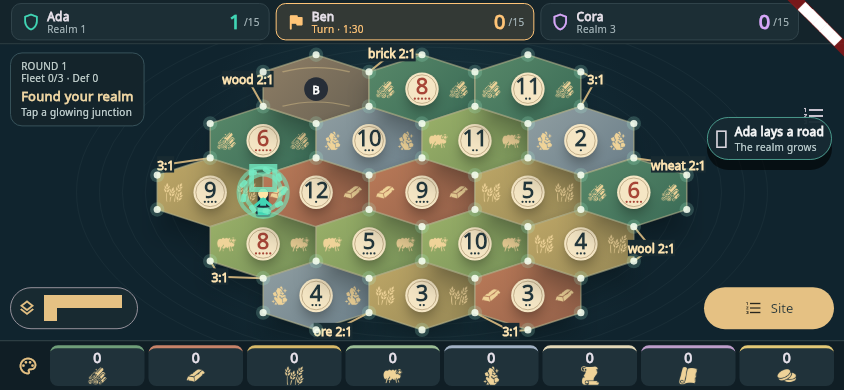 Ada
Realm 1
1 /15
Ben
Turn · 1:30
0 /15
Cora
Realm 3
0 /15
ROUND 1
Fleet 0/3 · Def 0
Found your realm
Tap a glowing junction
brick 2:1
wood 2:1
3:1
B
8
11
Ada lays a road
The realm grows
6
10
11
2
3:1
wheat 2:1
9
12
9
5
6
8
5
10
4
wool 2:1
3:1
4
3
3
ore 2:1
3:1
Site
0
0
0
0
0
0
0
0